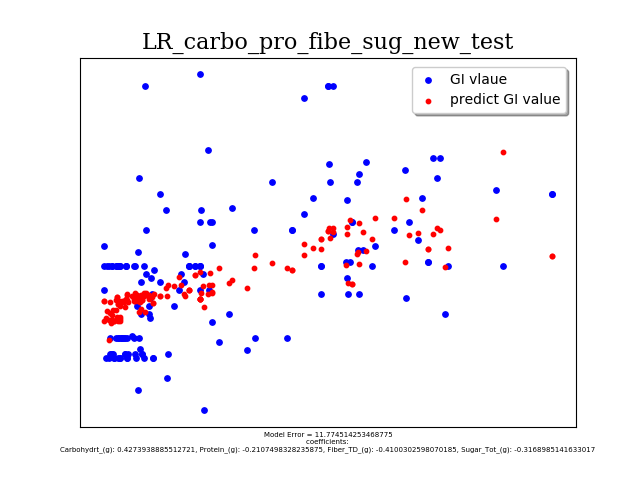 LR_carbo_pro_fibe_sug_new_test
GI vlaue
predict GI value
Model Error = 11.774514253468775
coefficients:
Carbohydrt_(g): 0.4273938885512721, Protein_(g): -0.2107498328235875, Fiber_TD_(g): -0.4100302598070185, Sugar_Tot_(g): -0.3168985141633017